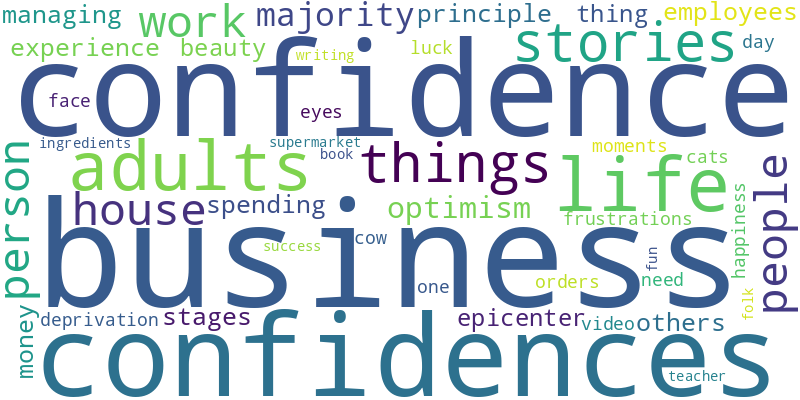 managing
work
majority
principle
thing
employees
experience
beauty
writing
luck
stories
day
confidence
face
eyes
ingredients
supermarket
book
moments
cats
adults
things
life
person
house
spending
optimism
frustrations
happiness
people
business
success
cow
one
fun
orders
need
folk
money
deprivation
stages
epicenter
video
others
confidences
teacher